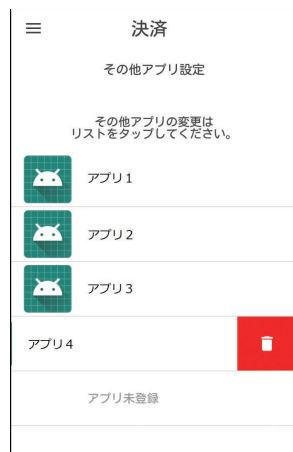 決済
その他アプリ設定
その他アプリの変更は
リストをタップしてください。
アプリ1
アプリ2
アプリ3
アプリ4
アプリ未登録